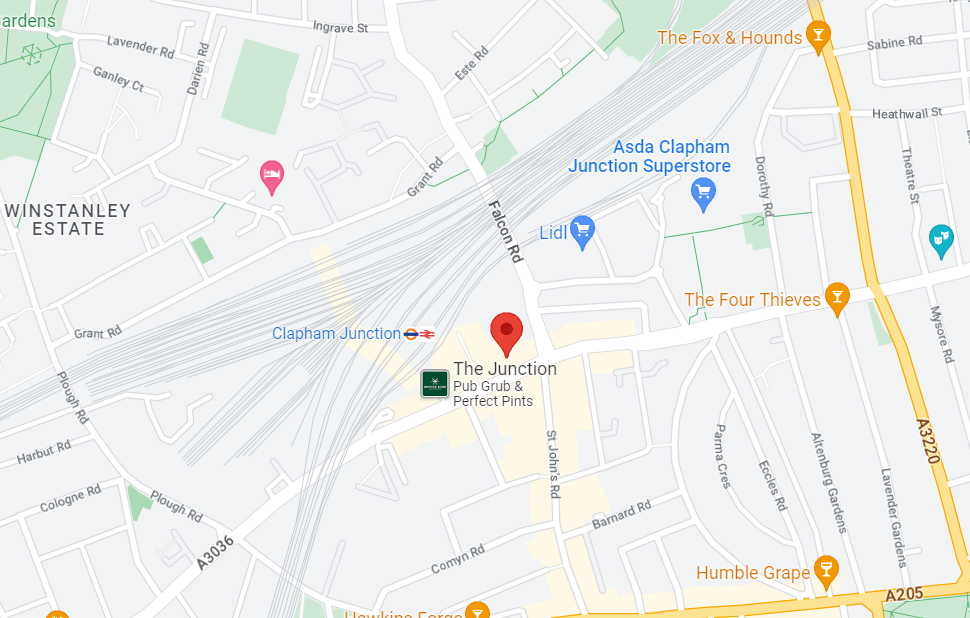 ardens
Ingrave St
The Fox & Hounds
Sabine Rd
Lavender Rd
Darien Rd
Este Rd
Ganley Ct
Heathwall St
Asda Clapham
Junction Superstore
Grant Rd
Dorothy Rd
Theatre St
WINSTANLEY
ESTATE
Falcon Rd
Lidl
The Four Thieves
Grant Rd
Clapham Junction
Mysore Rd
The Junction
Pub Grub &
Perfect Pints
Plough Rd
A3220
Harbut Rd
St John's Rd
Parma Cres
Eccles Rd
Altenburg Gardens
Lavender Gardens
Cologne Rd
Plough Rd
Barnard Rd
A3036
Comyn Rd
Humble Grape
A205
Hawkins Forge